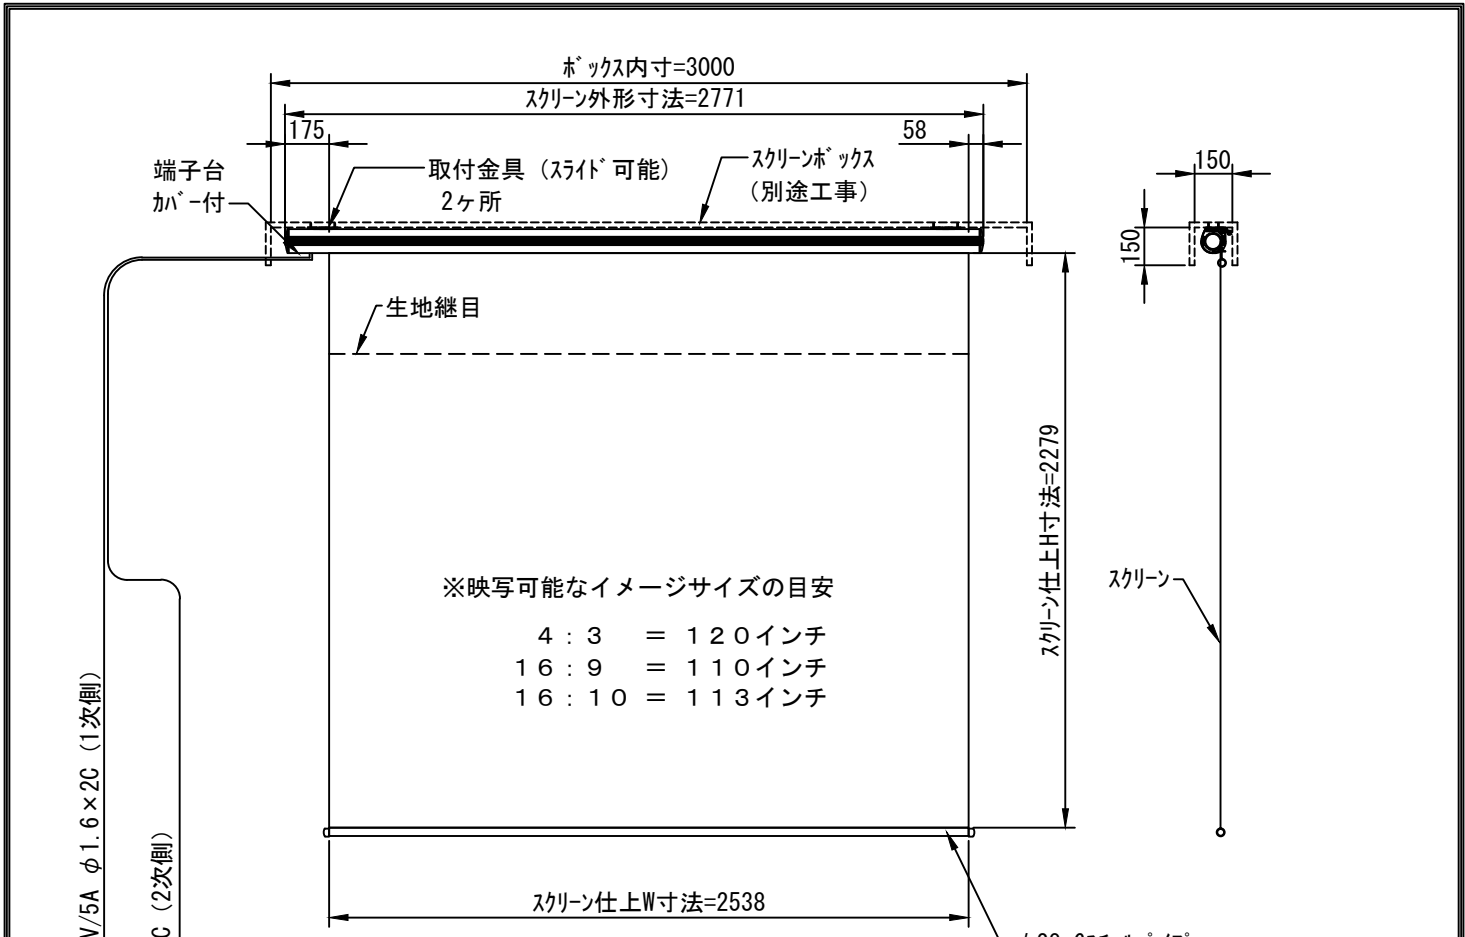 ﾎﾞｯｸｽ内寸=3000
ｽｸﾘｰﾝ外形寸法=2771
175
58
端子台
ｶﾊﾞｰ付
取付金具（ｽﾗｲﾄﾞ可能）
2ヶ所
ｽｸﾘｰﾝﾎﾞｯｸｽ
（別途工事）
150
150
生地継目
ｽｸﾘｰﾝ仕上H寸法=2279
※映写可能なイメージサイズの目安
４：３　＝１２０インチ
１６：９　＝１１０インチ
１６：１０＝１１３インチ
ｽｸﾘｰﾝ
V/5A φ1.6×2C（1次側）
C（2次側）
ｽｸﾘｰﾝ仕上W寸法=2538